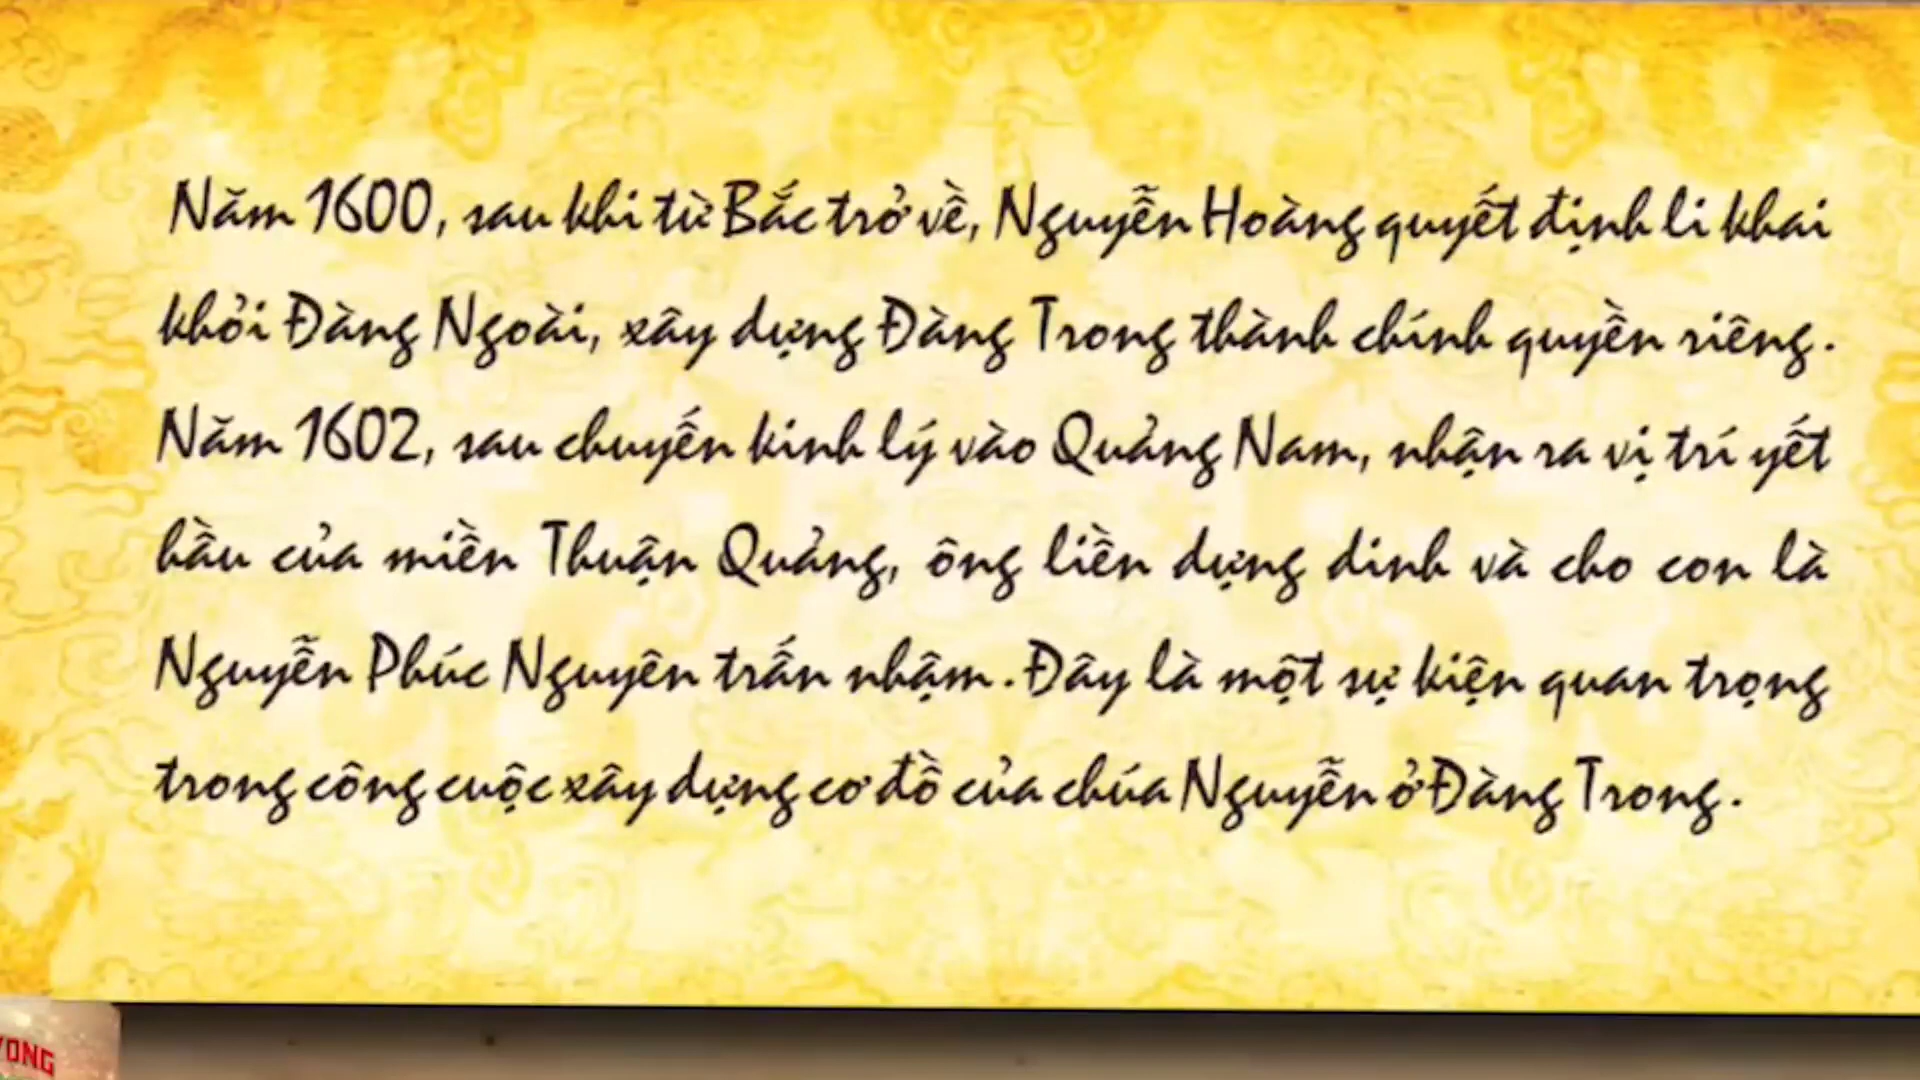 Năm 1600, sau khi từ Bắc trở về, Nguyễn Hoàng quyết định li khai
khỏi Đàng Ngoài, xây dựng Đàng Trong thành chính quyền riêng.
Năm 1602, sau chuyến kinh lý vào Quảng Nam, nhận ra vị trí yết
hầu của miền Thuận Quảng, ông liền dựng dinh và cho con là
Nguyễn Phúc Nguyên trấn nhậm. Đây là một sự kiện quan trọng
trong công cuộc xây dựng cơ đồ của chúa Nguyễn ở Đàng Trong.